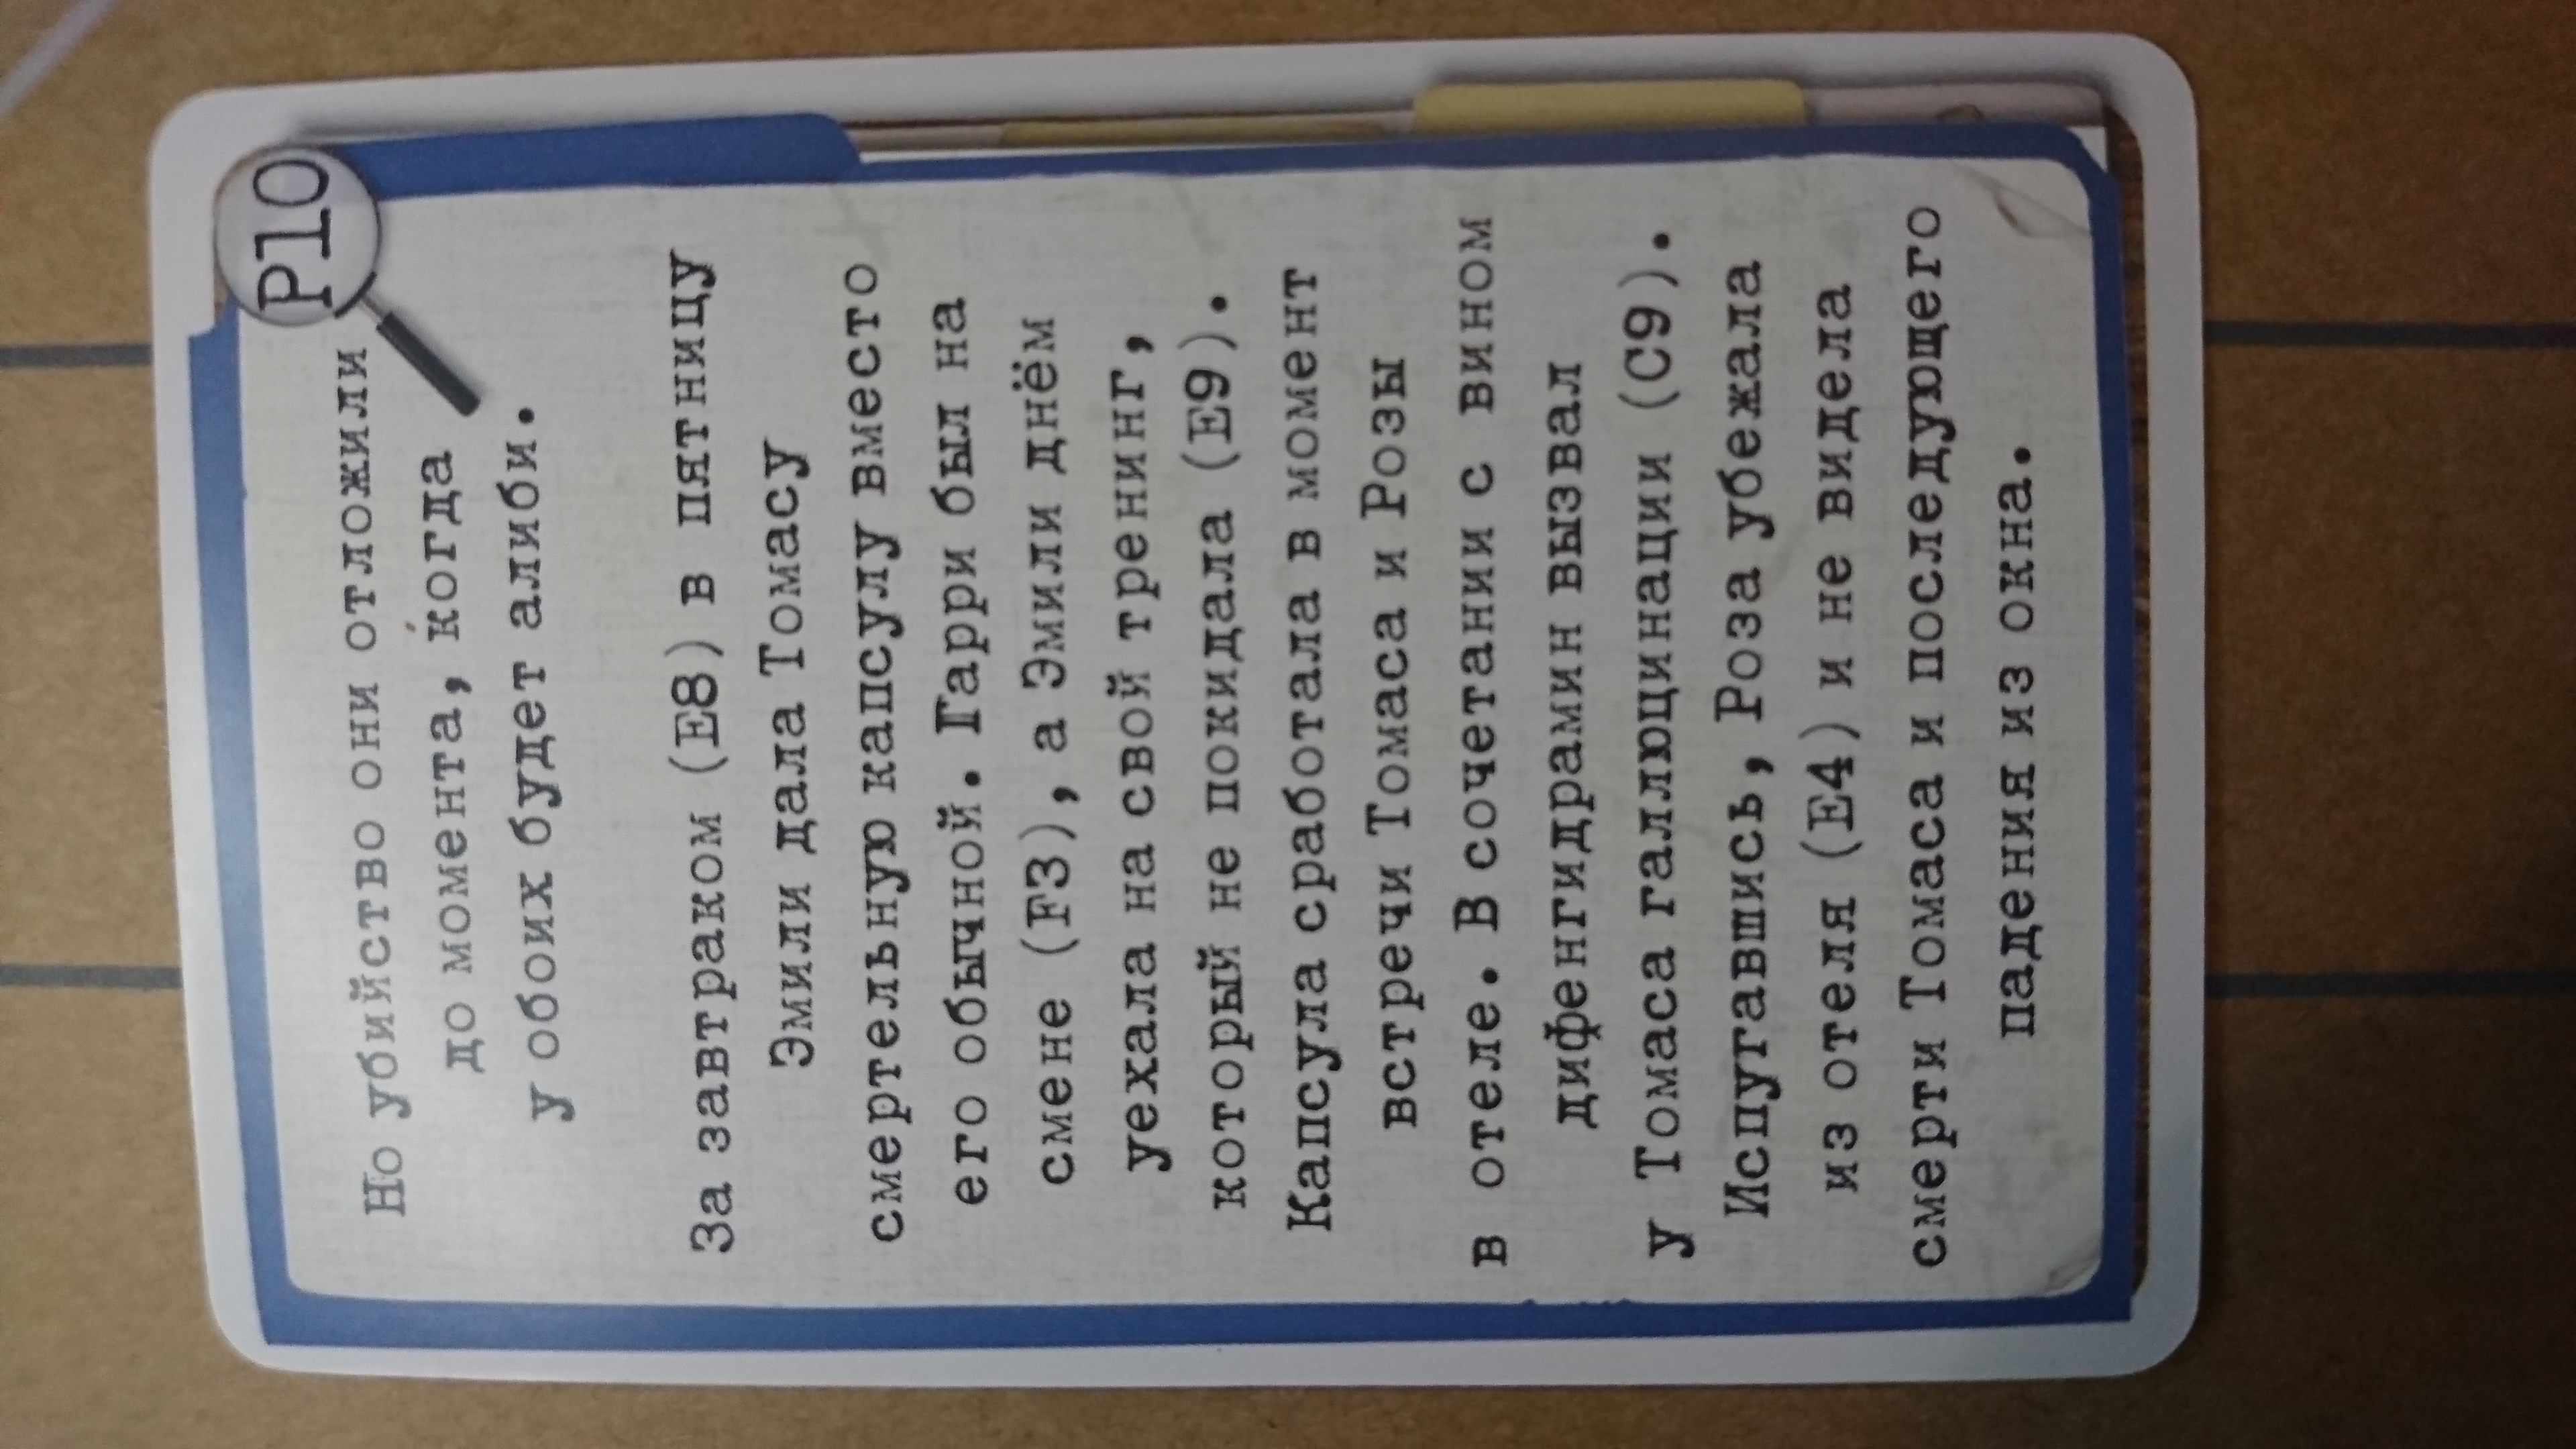 P10
Но убийство они отложили
до момента, когда
у обоих будет алиби.
За завтраком (E8) в пятницу
Эмили дала Томасу
смертельную капсулу вместо
его обычной. Гарри был на
смене (F3), а Эмили днём
уехала на свой тренинг,
который не покидала (E9).
Капсула сработала в момент
встречи Томаса и Розы
в отеле. В сочетании с вином
дифенгидрамин вызвал
у Томаса галлюцинации (C9).
Испугавшись, Роза убежала
из отеля (E4) и не видела
смерти Томаса и последующего
падения из окна.